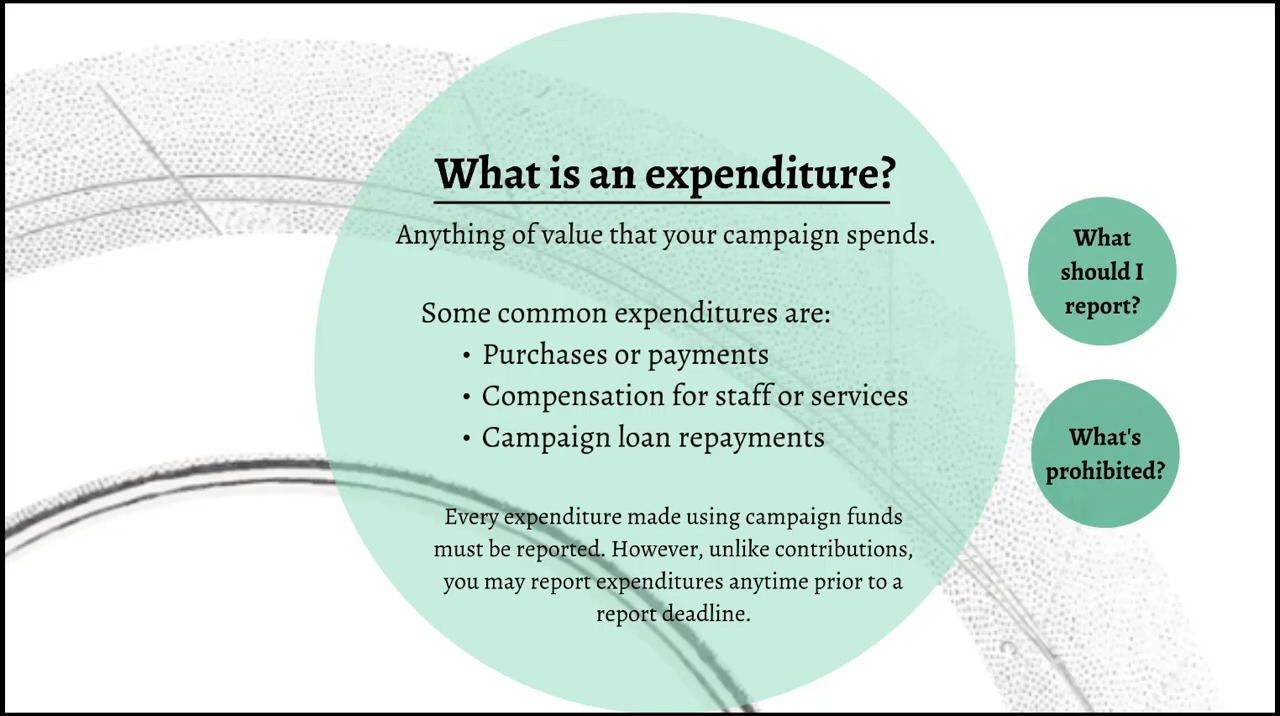 What is an expenditure?
Anything of value that your campaign spends.
Some common expenditures are:
• Purchases or payments
• Compensation for staff or services
• Campaign loan repayments
Every expenditure made using campaign funds
must be reported. However, unlike contributions,
you may report expenditures anytime prior to a
report deadline.
What
should I
report?
What's
prohibited?